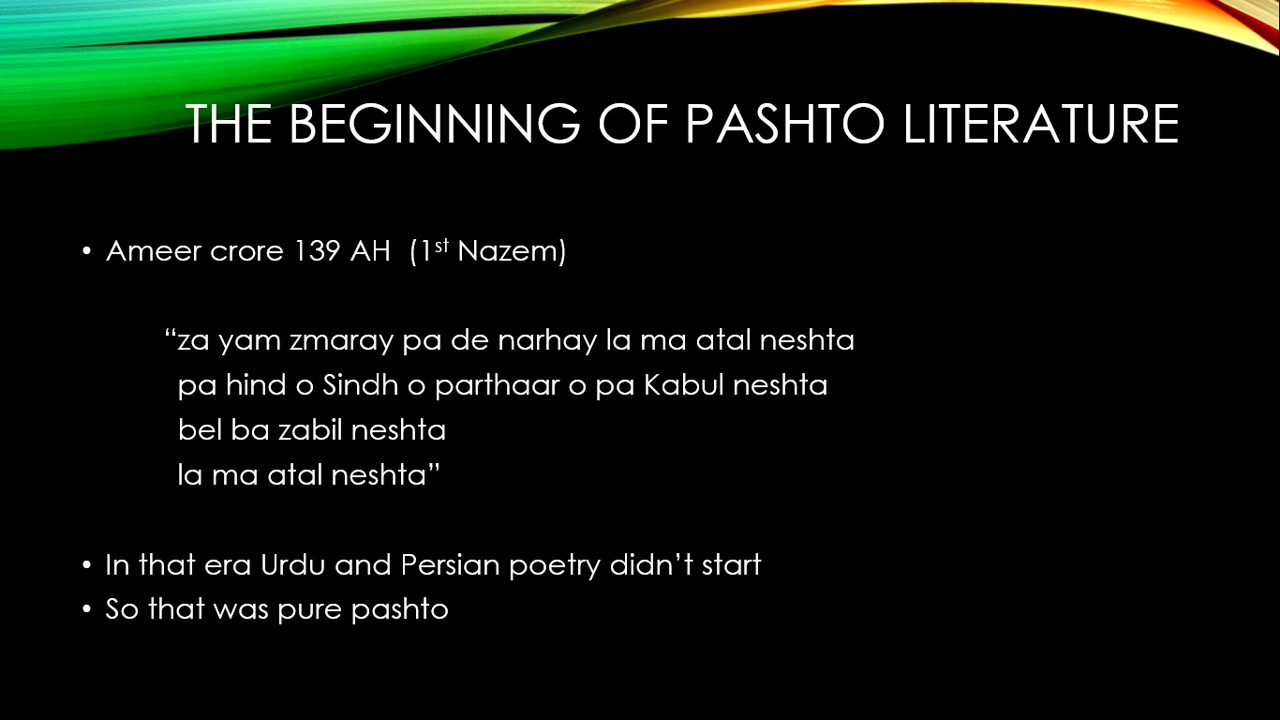 THE BEGINNING OF PASHTO LITERATURE
• Ameer crore 139 AH (1st Nazem)
“za yam zmaray pa de narhay la ma atal neshta
pa hind o Sindh o parthaar o pa Kabul neshta
bel ba zabil neshta
la ma atal neshta”
• In that era Urdu and Persian poetry didn’t start
• So that was pure pashto